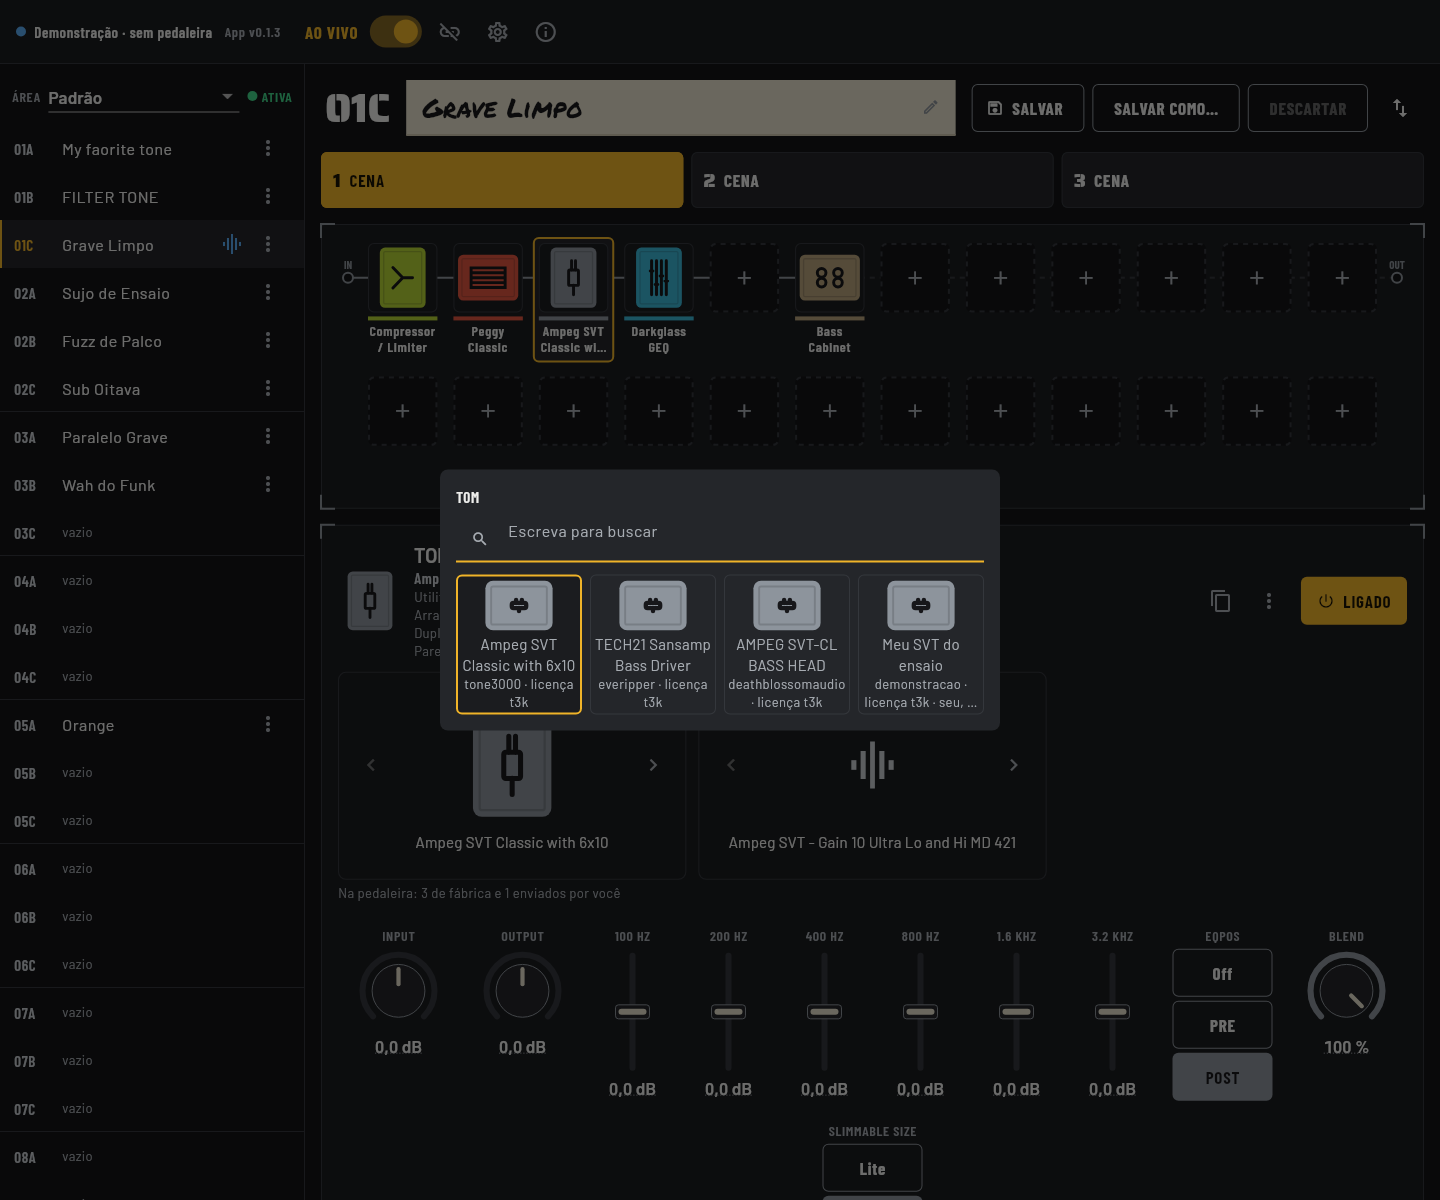 Demonstração · sem pedaleira App v0.1.3 AO VIVO
ÁREA Padrão ATIVA
01A My faorite tone
01B FILTER TONE
01C Grave Limpo
02A Sujo de Ensaio
02B Fuzz de Palco
02C Sub Oitava
03A Paralelo Grave
03B Wah do Funk
03C vazio
04A vazio
04B vazio
04C vazio
05A Orange
05B vazio
05C vazio
06A vazio
06B vazio
06C vazio
07A vazio
07B vazio
07C vazio
08A vazio
01C Grave Limpo SALVAR SALVAR COMO... DESCARTAR
1 CENA 2 CENA 3 CENA
IN 88 OUT
Compressor
/ Limiter
Peggy
Classic
Ampeg SVT
Classic wi...
Darkglass
GEQ
Bass
Cabinet
TOM
Escreva para buscar
Ampeg SVT
Classic with 6x10
tone3000 · licença
t3k
TECH21 Sansamp
Bass Driver
everipper · licença
t3k
AMPEG SVT-CL
BASS HEAD
deathblossomaudio
· licença t3k
Meu SVT do
ensaio
demonstracao ·
licença t3k · seu, ...
LIGADO
Ampeg SVT Classic with 6x10
Ampeg SVT - Gain 10 Ultra Lo and Hi MD 421
Na pedaleira: 3 de fábrica e 1 enviados por você
INPUT OUTPUT 100 HZ 200 HZ 400 HZ 800 HZ 1.6 KHZ 3.2 KHZ EQPOS BLEND
Off
PRE
POST
0,0 dB 0,0 dB 100 %
0,0 dB 0,0 dB 0,0 dB 0,0 dB 0,0 dB 0,0 dB
SLIMMABLE SIZE
Lite